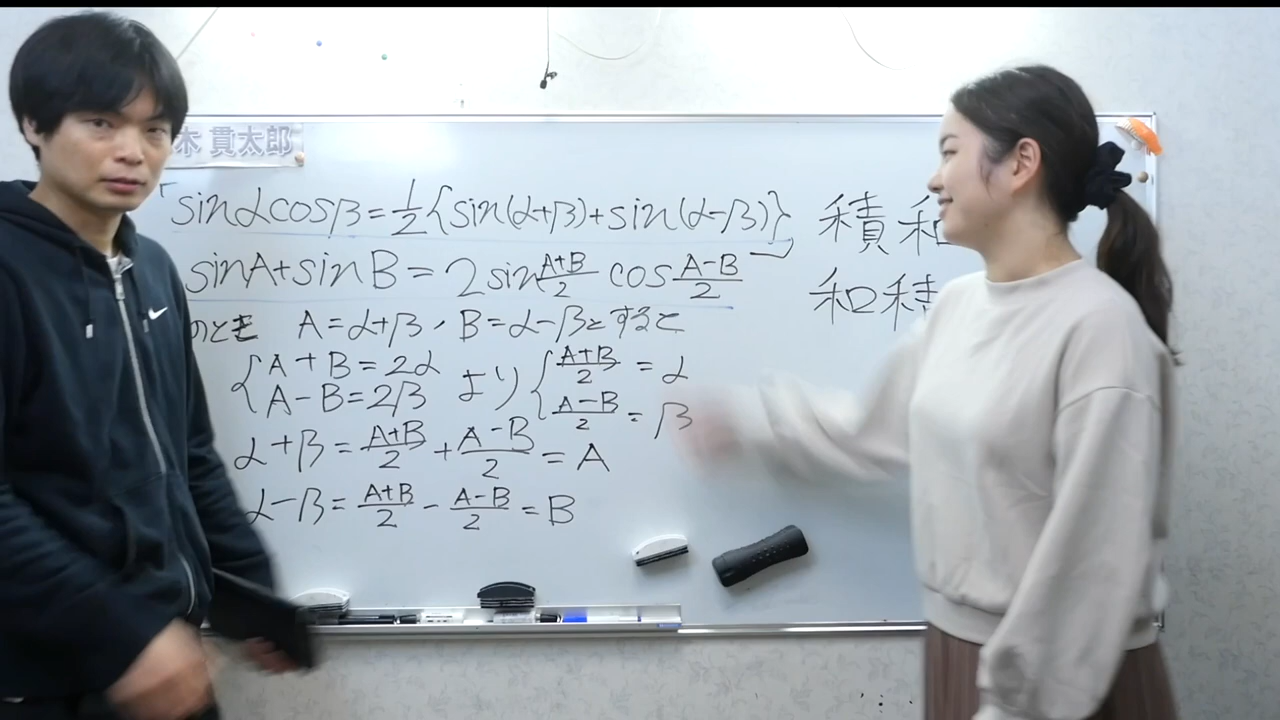 木 貫太郎
「sinαcosβ=1/2{sin(α+β)+sin(α-β)}
sinA+sinB=2sin(A+B)/2 cos(A-B)/2」
積和
和積
のとき A=α+β, B=α-βとすると
{A+B=2α
A-B=2β より {(A+B)/2=α
(A-B)/2=β
α+β=(A+B)/2+(A-B)/2=A
α-β=(A+B)/2-(A-B)/2=B